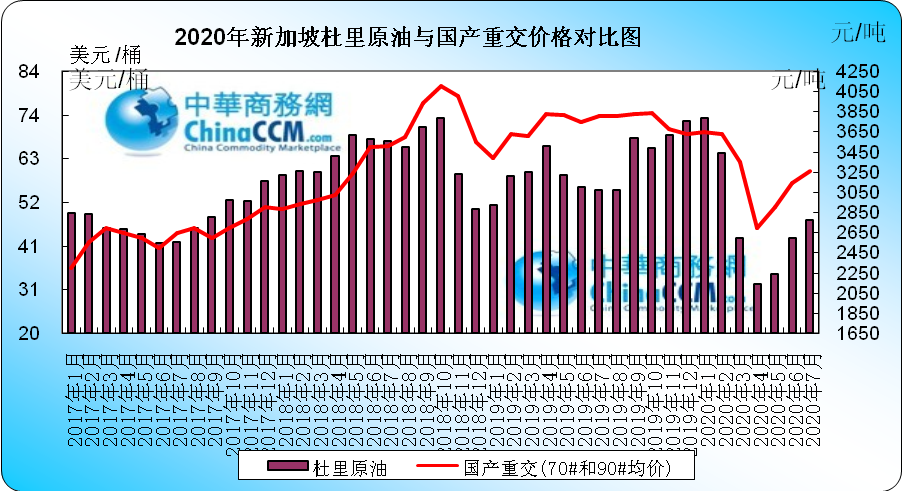 2020年新加坡杜里原油与国产重交价格对比图
元/吨
美元/桶
美元/桶
元/吨
84
74
63
52
41
31
20
4250
4050
3850
3650
3450
3250
3050
2850
2650
2450
2250
2050
1850
1650
中華商務網
ChinaCCM.com
China Commodity Marketplace
中華商務網
ChinaCCM.com
China Commodity Marketplace
2017年1月
2017年2月
2017年3月
2017年4月
2017年5月
2017年6月
2017年7月
2017年8月
2017年9月
2017年10月
2017年11月
2017年12月
2018年1月
2018年2月
2018年3月
2018年4月
2018年5月
2018年6月
2018年7月
2018年8月
2018年9月
2018年10月
2018年11月
2018年12月
2019年1月
2019年2月
2019年3月
2019年4月
2019年5月
2019年6月
2019年7月
2019年8月
2019年9月
2019年10月
2019年11月
2019年12月
2020年1月
2020年2月
2020年3月
2020年4月
2020年5月
2020年6月
2020年7月
杜里原油
国产重交(70#和90#均价)